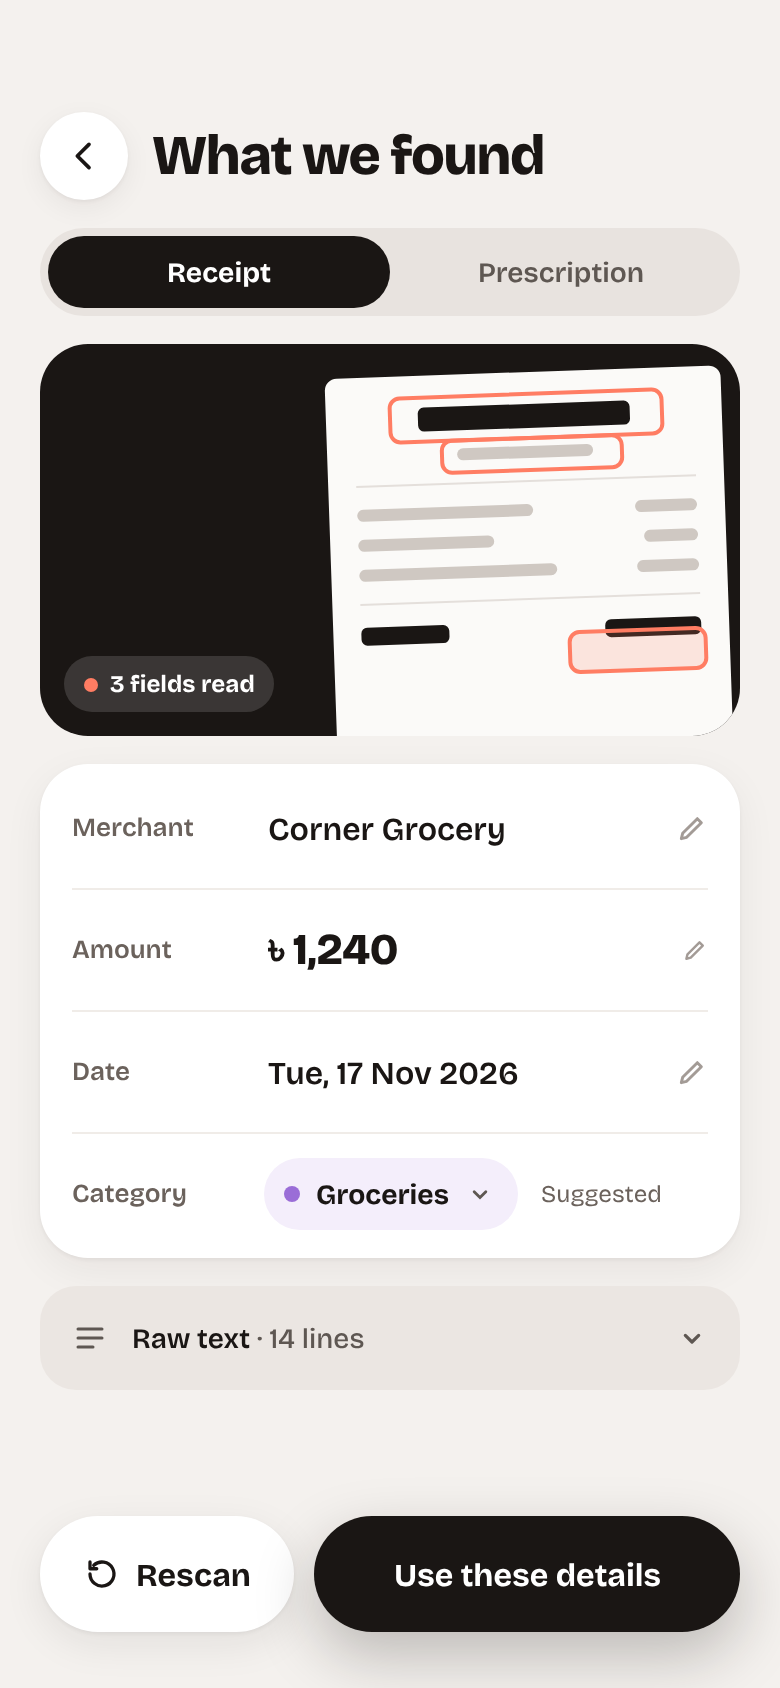 What we found
Receipt
Prescription
3 fields read
Merchant
Corner Grocery
Amount
৳ 1,240
Date
Tue, 17 Nov 2026
Category
Groceries
Suggested
Raw text · 14 lines
Rescan
Use these details